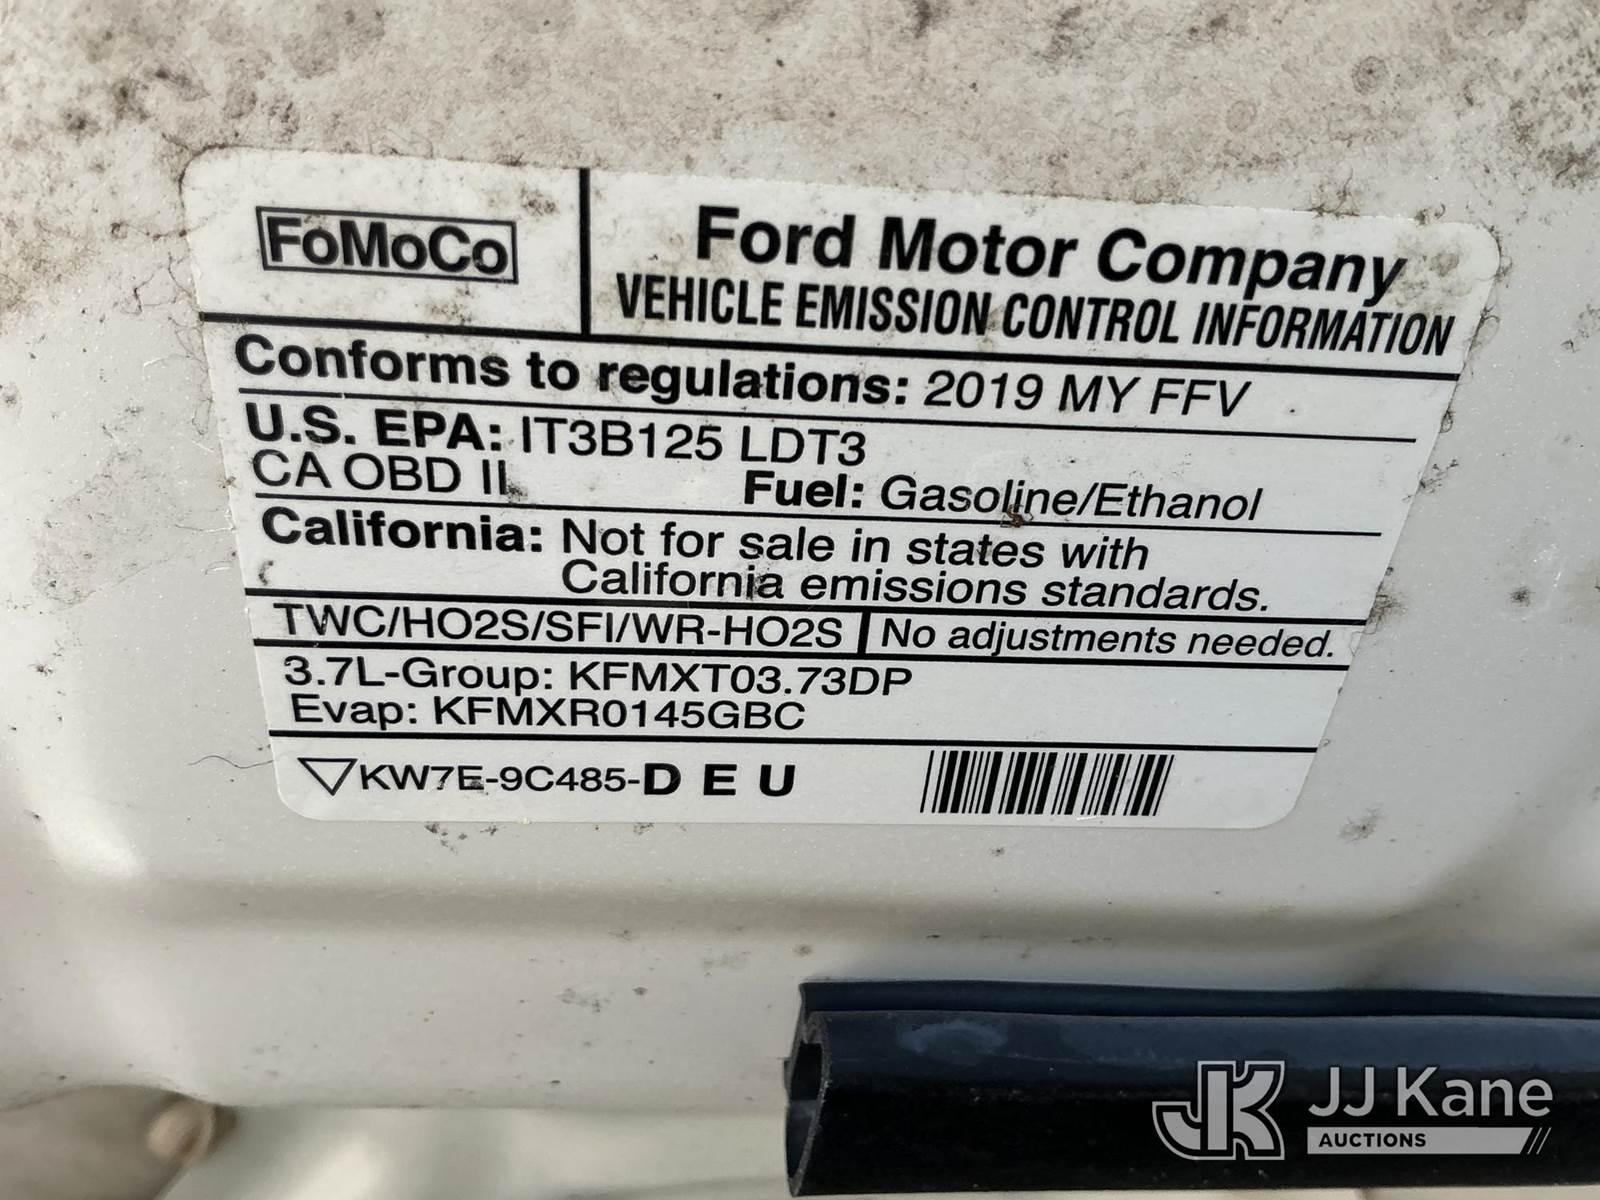 FoMoCo
Ford Motor Company
VEHICLE EMISSION CONTROL INFORMATION
Conforms to regulations: 2019 MY FFV
U.S. EPA: IT3B125 LDT3
CA OBD II Fuel: Gasoline/Ethanol
California: Not for sale in states with
California emissions standards.
TWC/HO2S/SFI/WR-HO2S No adjustments needed.
3.7L-Group: KFMXT03.73DP
Evap: KFMXR0145GBC
KW7E-9C485-D E U
JK JJ Kane
AUCTIONS